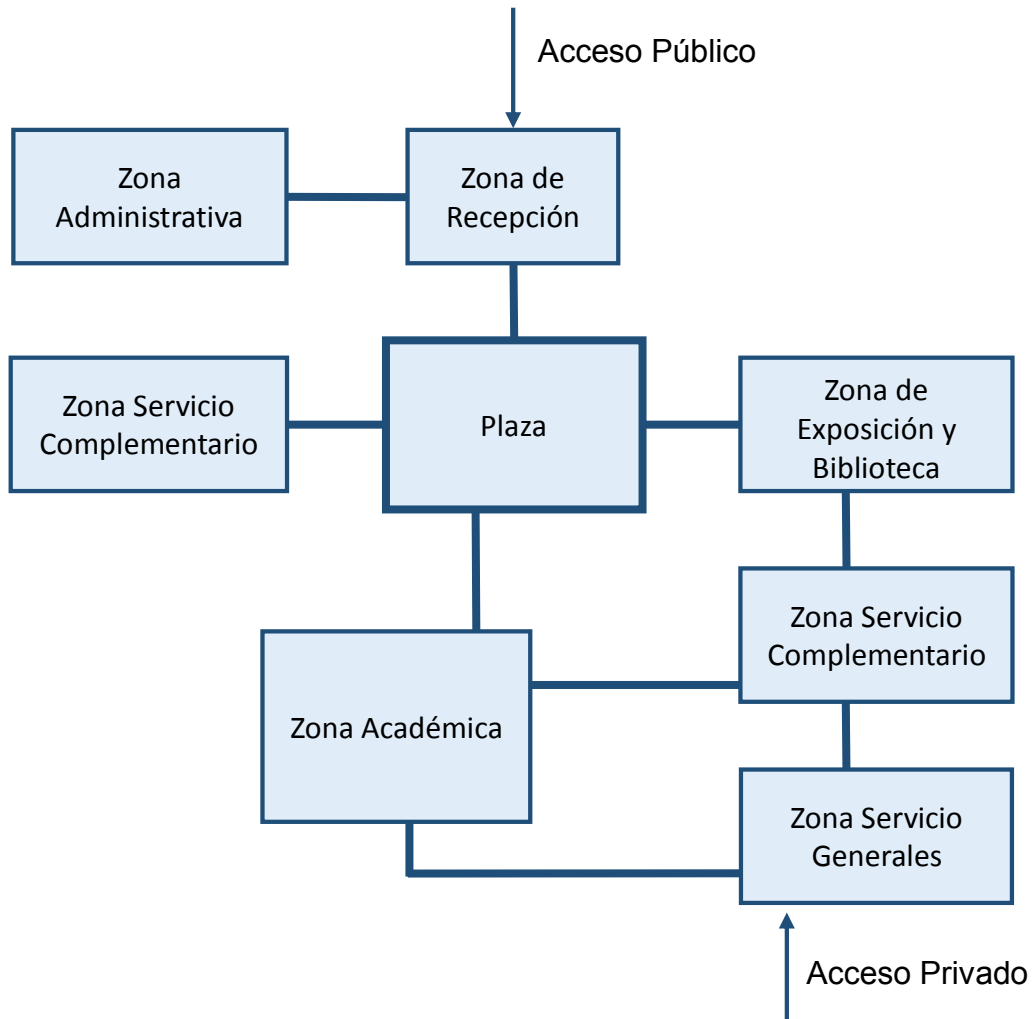 Acceso Público
Zona
Administrativa
Zona de
Recepción
Zona Servicio
Complementario
Plaza
Zona de
Exposición y
Biblioteca
Zona Servicio
Complementario
Zona Académica
Zona Servicio
Generales
Acceso Privado